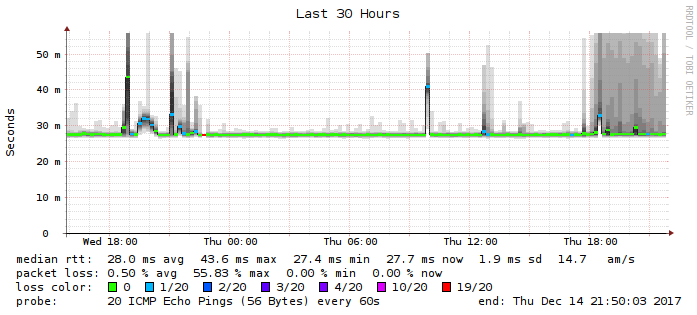 Last 30 Hours
RRDTOOL / TOBI OETIKER
Seconds
50 m
40 m
30 m
20 m
10 m
0
Wed 18:00 Thu 00:00 Thu 06:00 Thu 12:00 Thu 18:00
median rtt: 28.0 ms avg 43.6 ms max 27.4 ms min 27.7 ms now 1.9 ms sd 14.7 am/s
packet loss: 0.50 % avg 55.83 % max 0.00 % min 0.00 % now
loss color: 0 1/20 2/20 3/20 4/20 10/20 19/20
probe: 20 ICMP Echo Pings (56 Bytes) every 60s end: Thu Dec 14 21:50:03 2017